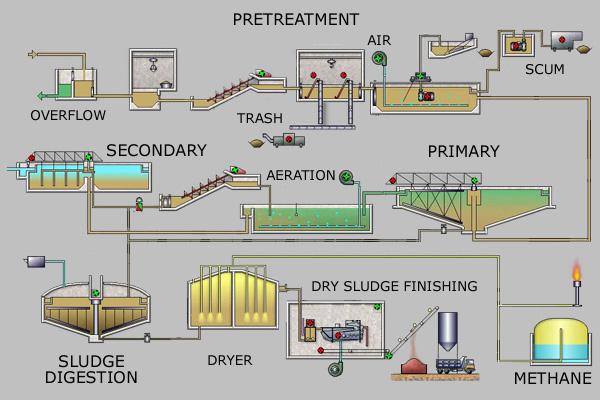 PRETREATMENT
AIR
SCUM
OVERFLOW
TRASH
SECONDARY
PRIMARY
AERATION
DRY SLUDGE FINISHING
SLUDGE
DIGESTION
DRYER
METHANE